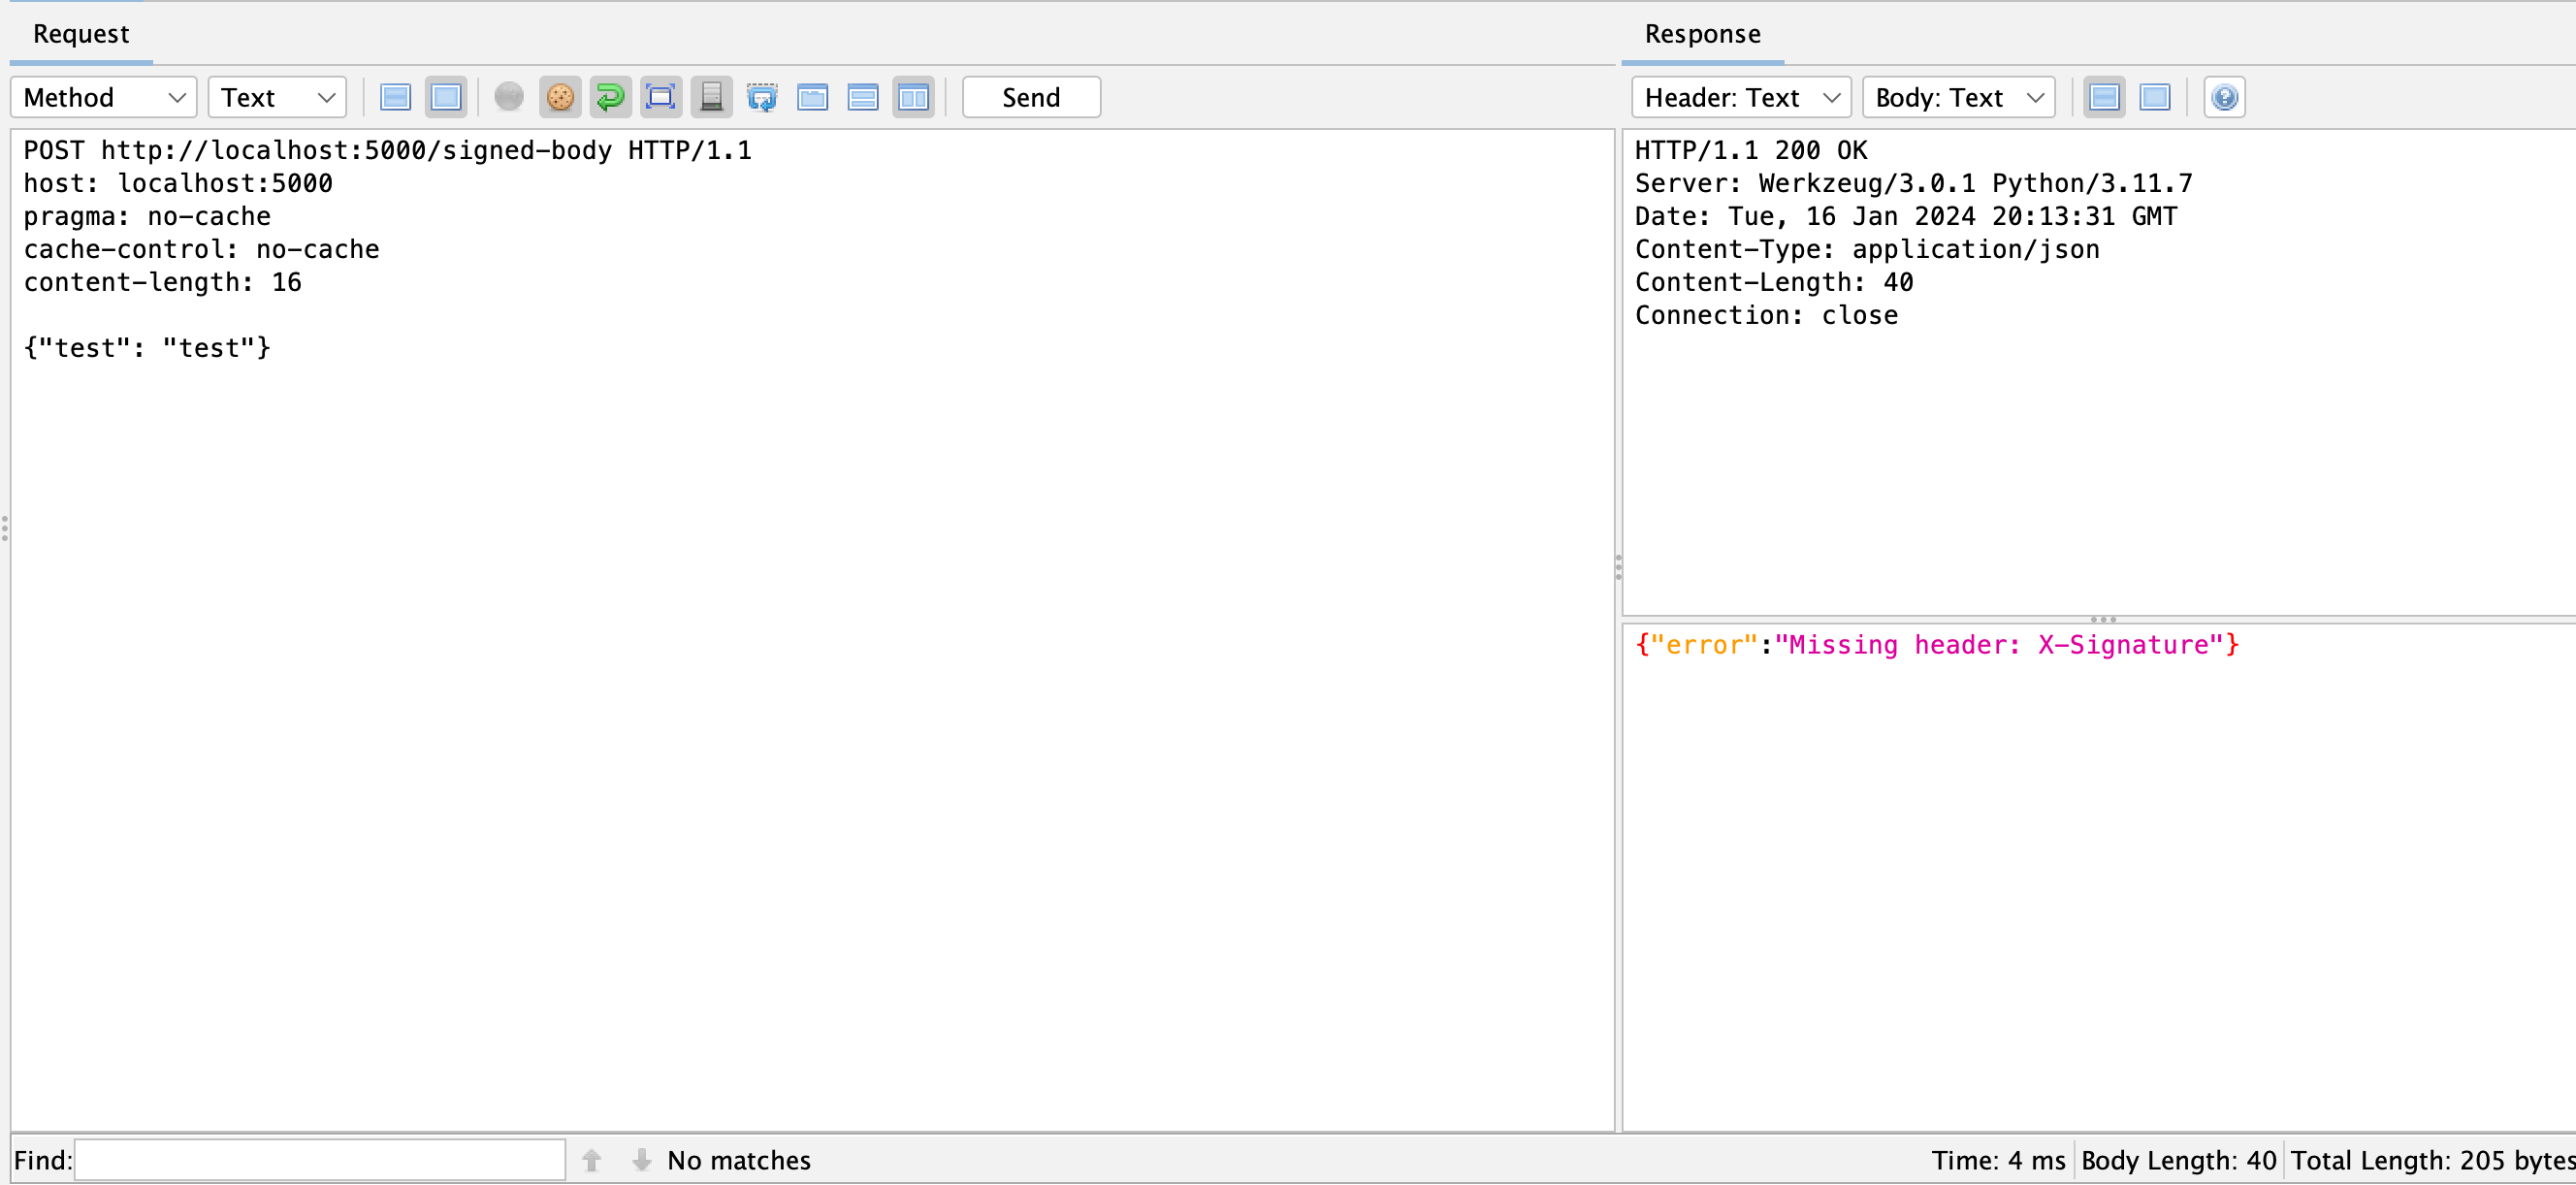 Request
Method Text Send
POST http://localhost:5000/signed-body HTTP/1.1
host: localhost:5000
pragma: no-cache
cache-control: no-cache
content-length: 16
{"test": "test"}
Response
Header: Text Body: Text
HTTP/1.1 200 OK
Server: Werkzeug/3.0.1 Python/3.11.7
Date: Tue, 16 Jan 2024 20:13:31 GMT
Content-Type: application/json
Content-Length: 40
Connection: close
{"error":"Missing header: X-Signature"}
Find: No matches
Time: 4 ms Body Length: 40 Total Length: 205 bytes